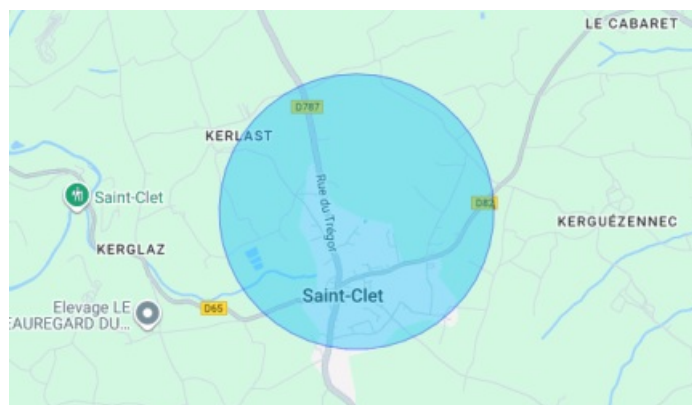 LE CABARET
D787
KERLAST
Rue du Trégor
Saint-Clet
D82
KERGUÉZENNEC
KERGLAZ
Saint-Clet
Elevage LE
EAUREGARD DU...
D65